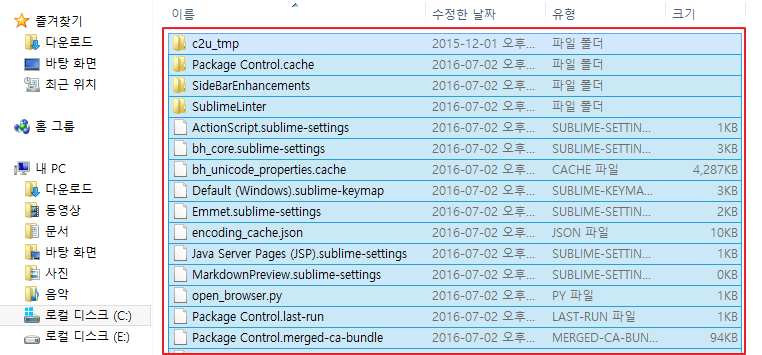 이름 수정한 날짜 유형 크기
즐겨찾기
다운로드
바탕 화면
최근 위치
홈 그룹
내 PC
다운로드
동영상
문서
바탕 화면
사진
음악
로컬 디스크 (C:)
로컬 디스크 (E:)
c2u_tmp 2015-12-01 오후... 파일 폴더
Package Control.cache 2016-07-02 오후... 파일 폴더
SideBarEnhancements 2016-07-02 오후... 파일 폴더
SublimeLinter 2016-07-02 오후... 파일 폴더
ActionScript.sublime-settings 2016-07-02 오후... SUBLIME-SETTIN... 1KB
bh_core.sublime-settings 2016-07-02 오후... SUBLIME-SETTIN... 3KB
bh_unicode_properties.cache 2016-07-02 오후... CACHE 파일 4,287KB
Default (Windows).sublime-keymap 2016-07-02 오후... SUBLIME-KEYMA... 3KB
Emmet.sublime-settings 2016-07-02 오후... SUBLIME-SETTIN... 2KB
encoding_cache.json 2016-07-02 오후... JSON 파일 10KB
Java Server Pages (JSP).sublime-settings 2016-07-02 오후... SUBLIME-SETTIN... 1KB
MarkdownPreview.sublime-settings 2016-07-02 오후... SUBLIME-SETTIN... 0KB
open_browser.py 2016-07-02 오후... PY 파일 1KB
Package Control.last-run 2016-07-02 오후... LAST-RUN 파일 1KB
Package Control.merged-ca-bundle 2016-07-02 오후... MERGED-CA-BUN... 94KB